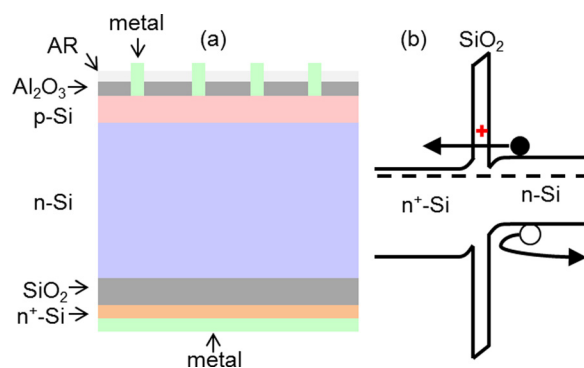 metal
(a)
AR
Al₂O₃
p-Si
n-Si
SiO₂
n⁺-Si
metal
(b)
SiO₂
+
n⁺-Si
n-Si